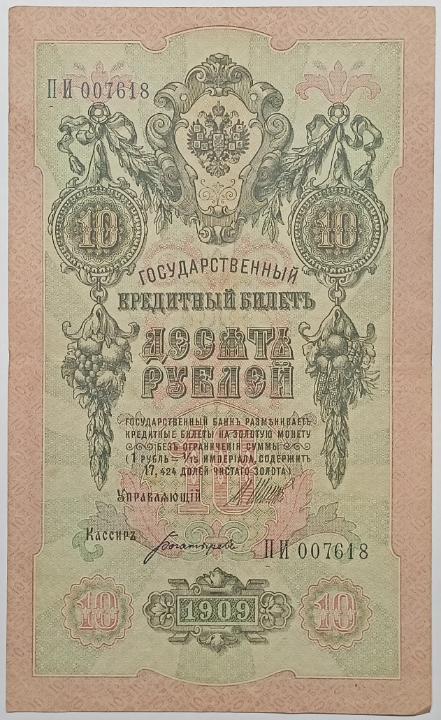 ПИ 007618
10 10
ГОСУДАРСТВЕННЫЙ
КРЕДИТНЫЙ БИЛЕТЪ
ДЕСЯТЬ
РУБЛЕЙ
ГОСУДАРСТВЕННЫЙ БАНКЪ РАЗМѢНИВАЕТЪ
КРЕДИТНЫЕ БИЛЕТЫ НА ЗОЛОТУЮ МОНЕТУ
БЕЗЪ ОГРАНИЧЕНІЯ СУММЫ
(1 РУБЛЬ = 1/15 ИМПЕРІАЛА, СОДЕРЖИТЪ
17,424 ДОЛЕЙ ЧИСТАГО ЗОЛОТА)
10
УПРАВЛЯЮЩІЙ
КАССИРЪ
Богатыревъ
ПИ 007618
10 1909 10